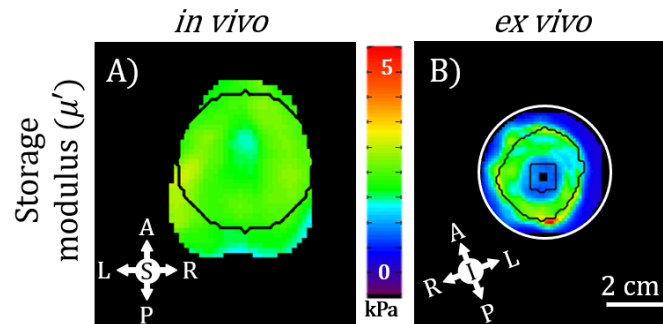 in vivo
ex vivo
Storage
modulus (μ′)
A)
A
L S R
P
5
0
kPa
B)
A
L
I
R
P
2 cm